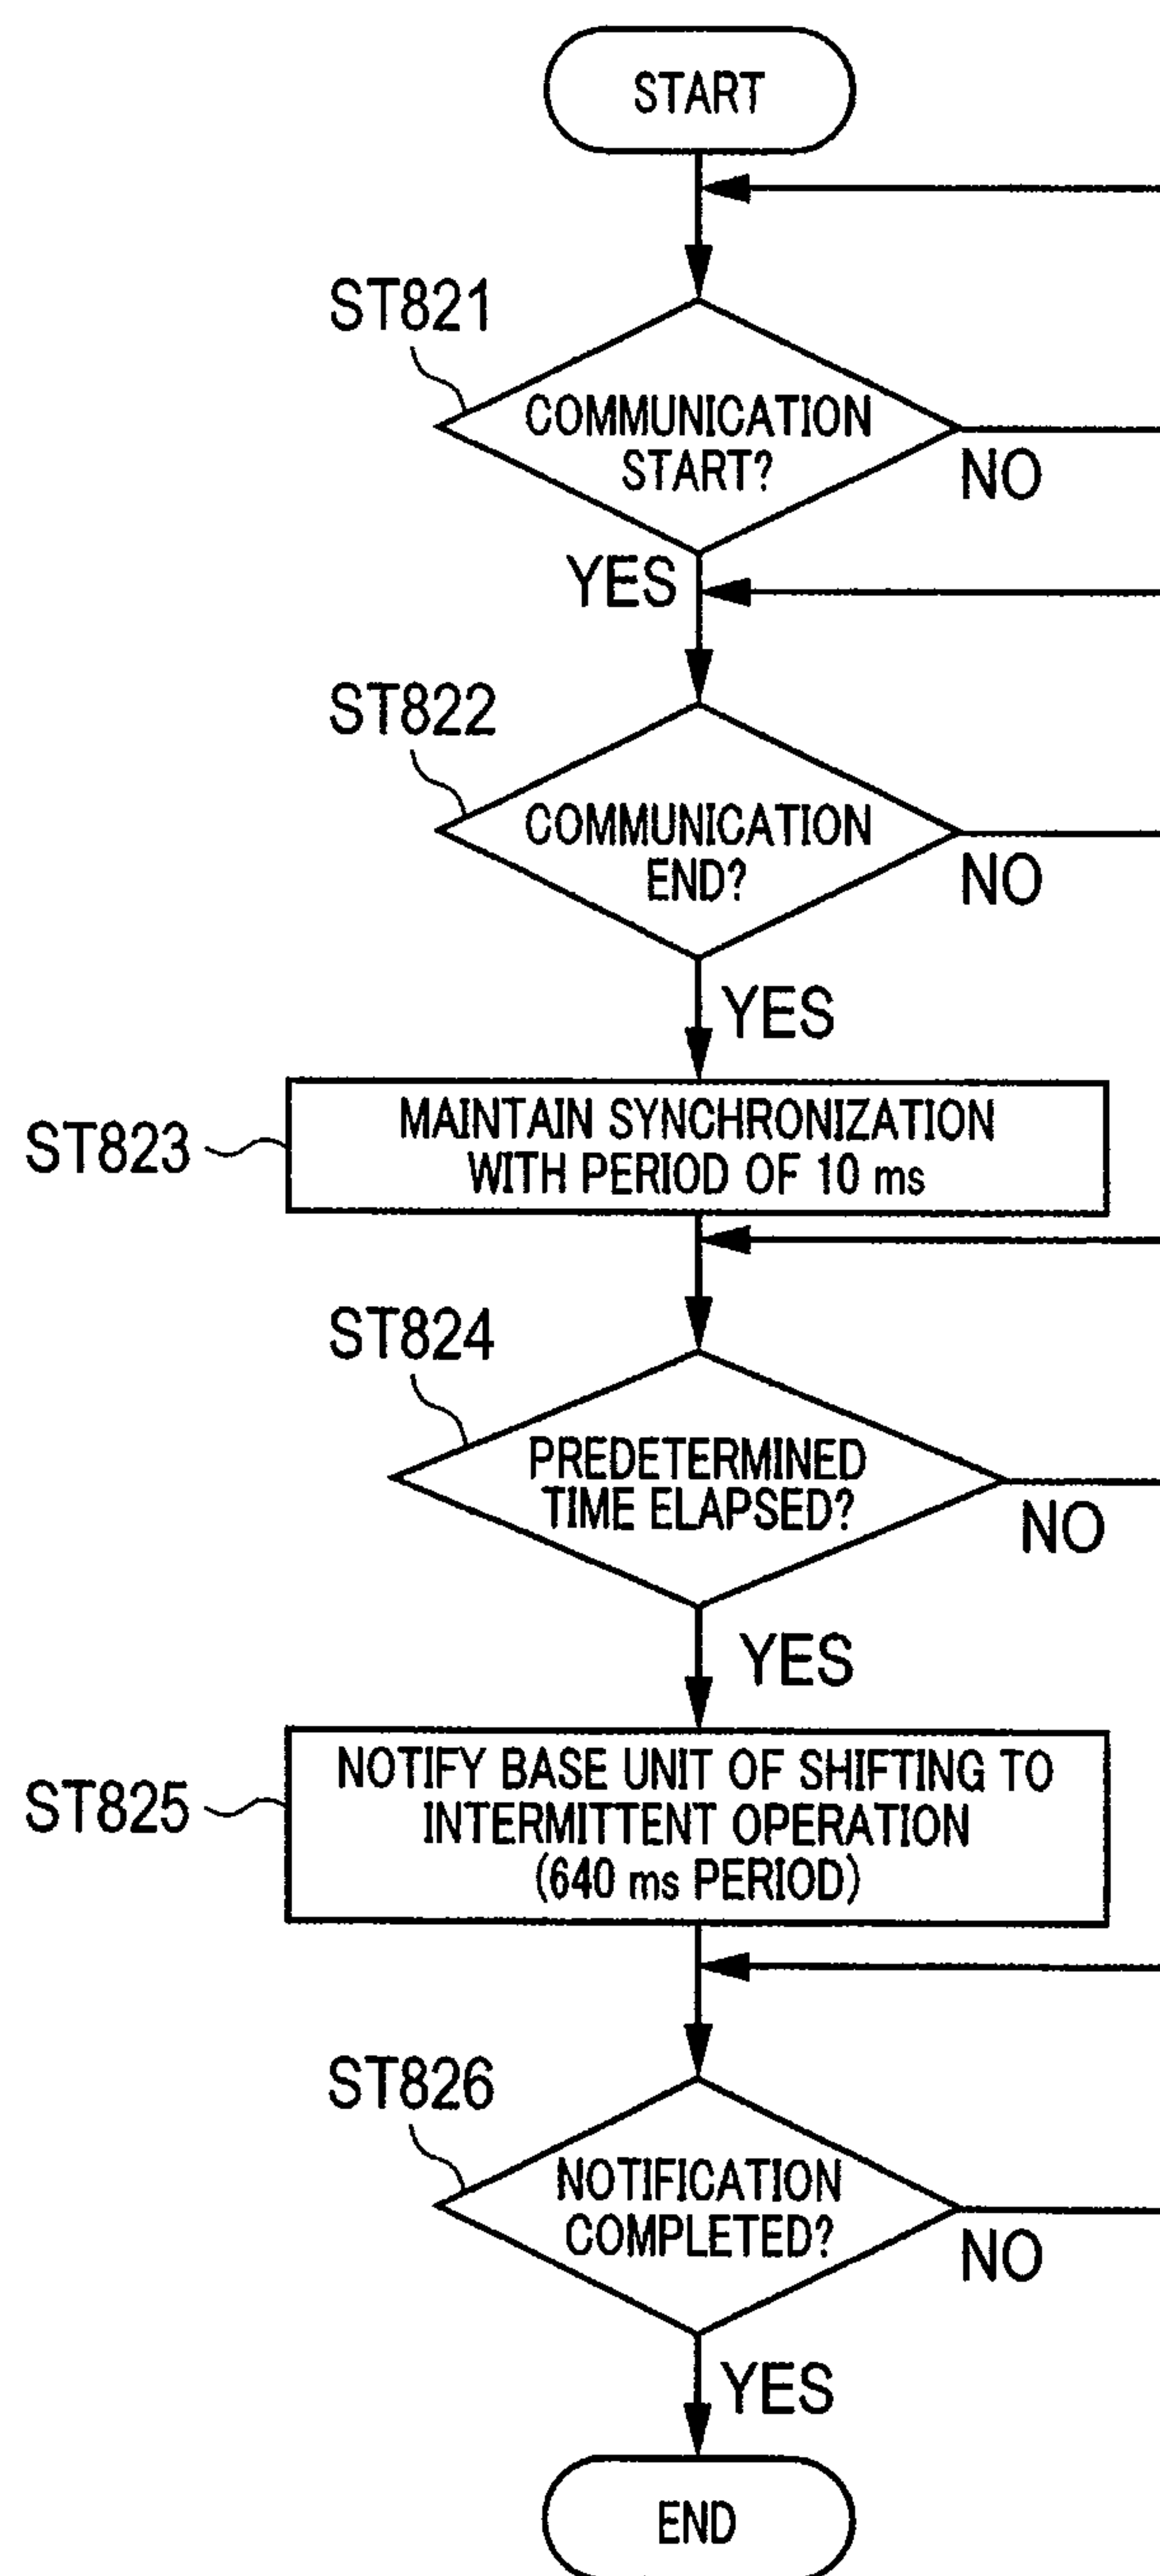 START
ST821
COMMUNICATION
START?
NO
YES
ST822
COMMUNICATION
END?
NO
YES
ST823
MAINTAIN SYNCHRONIZATION
WITH PERIOD OF 10 ms
ST824
PREDETERMINED
TIME ELAPSED?
NO
YES
ST825
NOTIFY BASE UNIT OF SHIFTING TO
INTERMITTENT OPERATION
(640 ms PERIOD)
ST826
NOTIFICATION
COMPLETED?
NO
YES
END